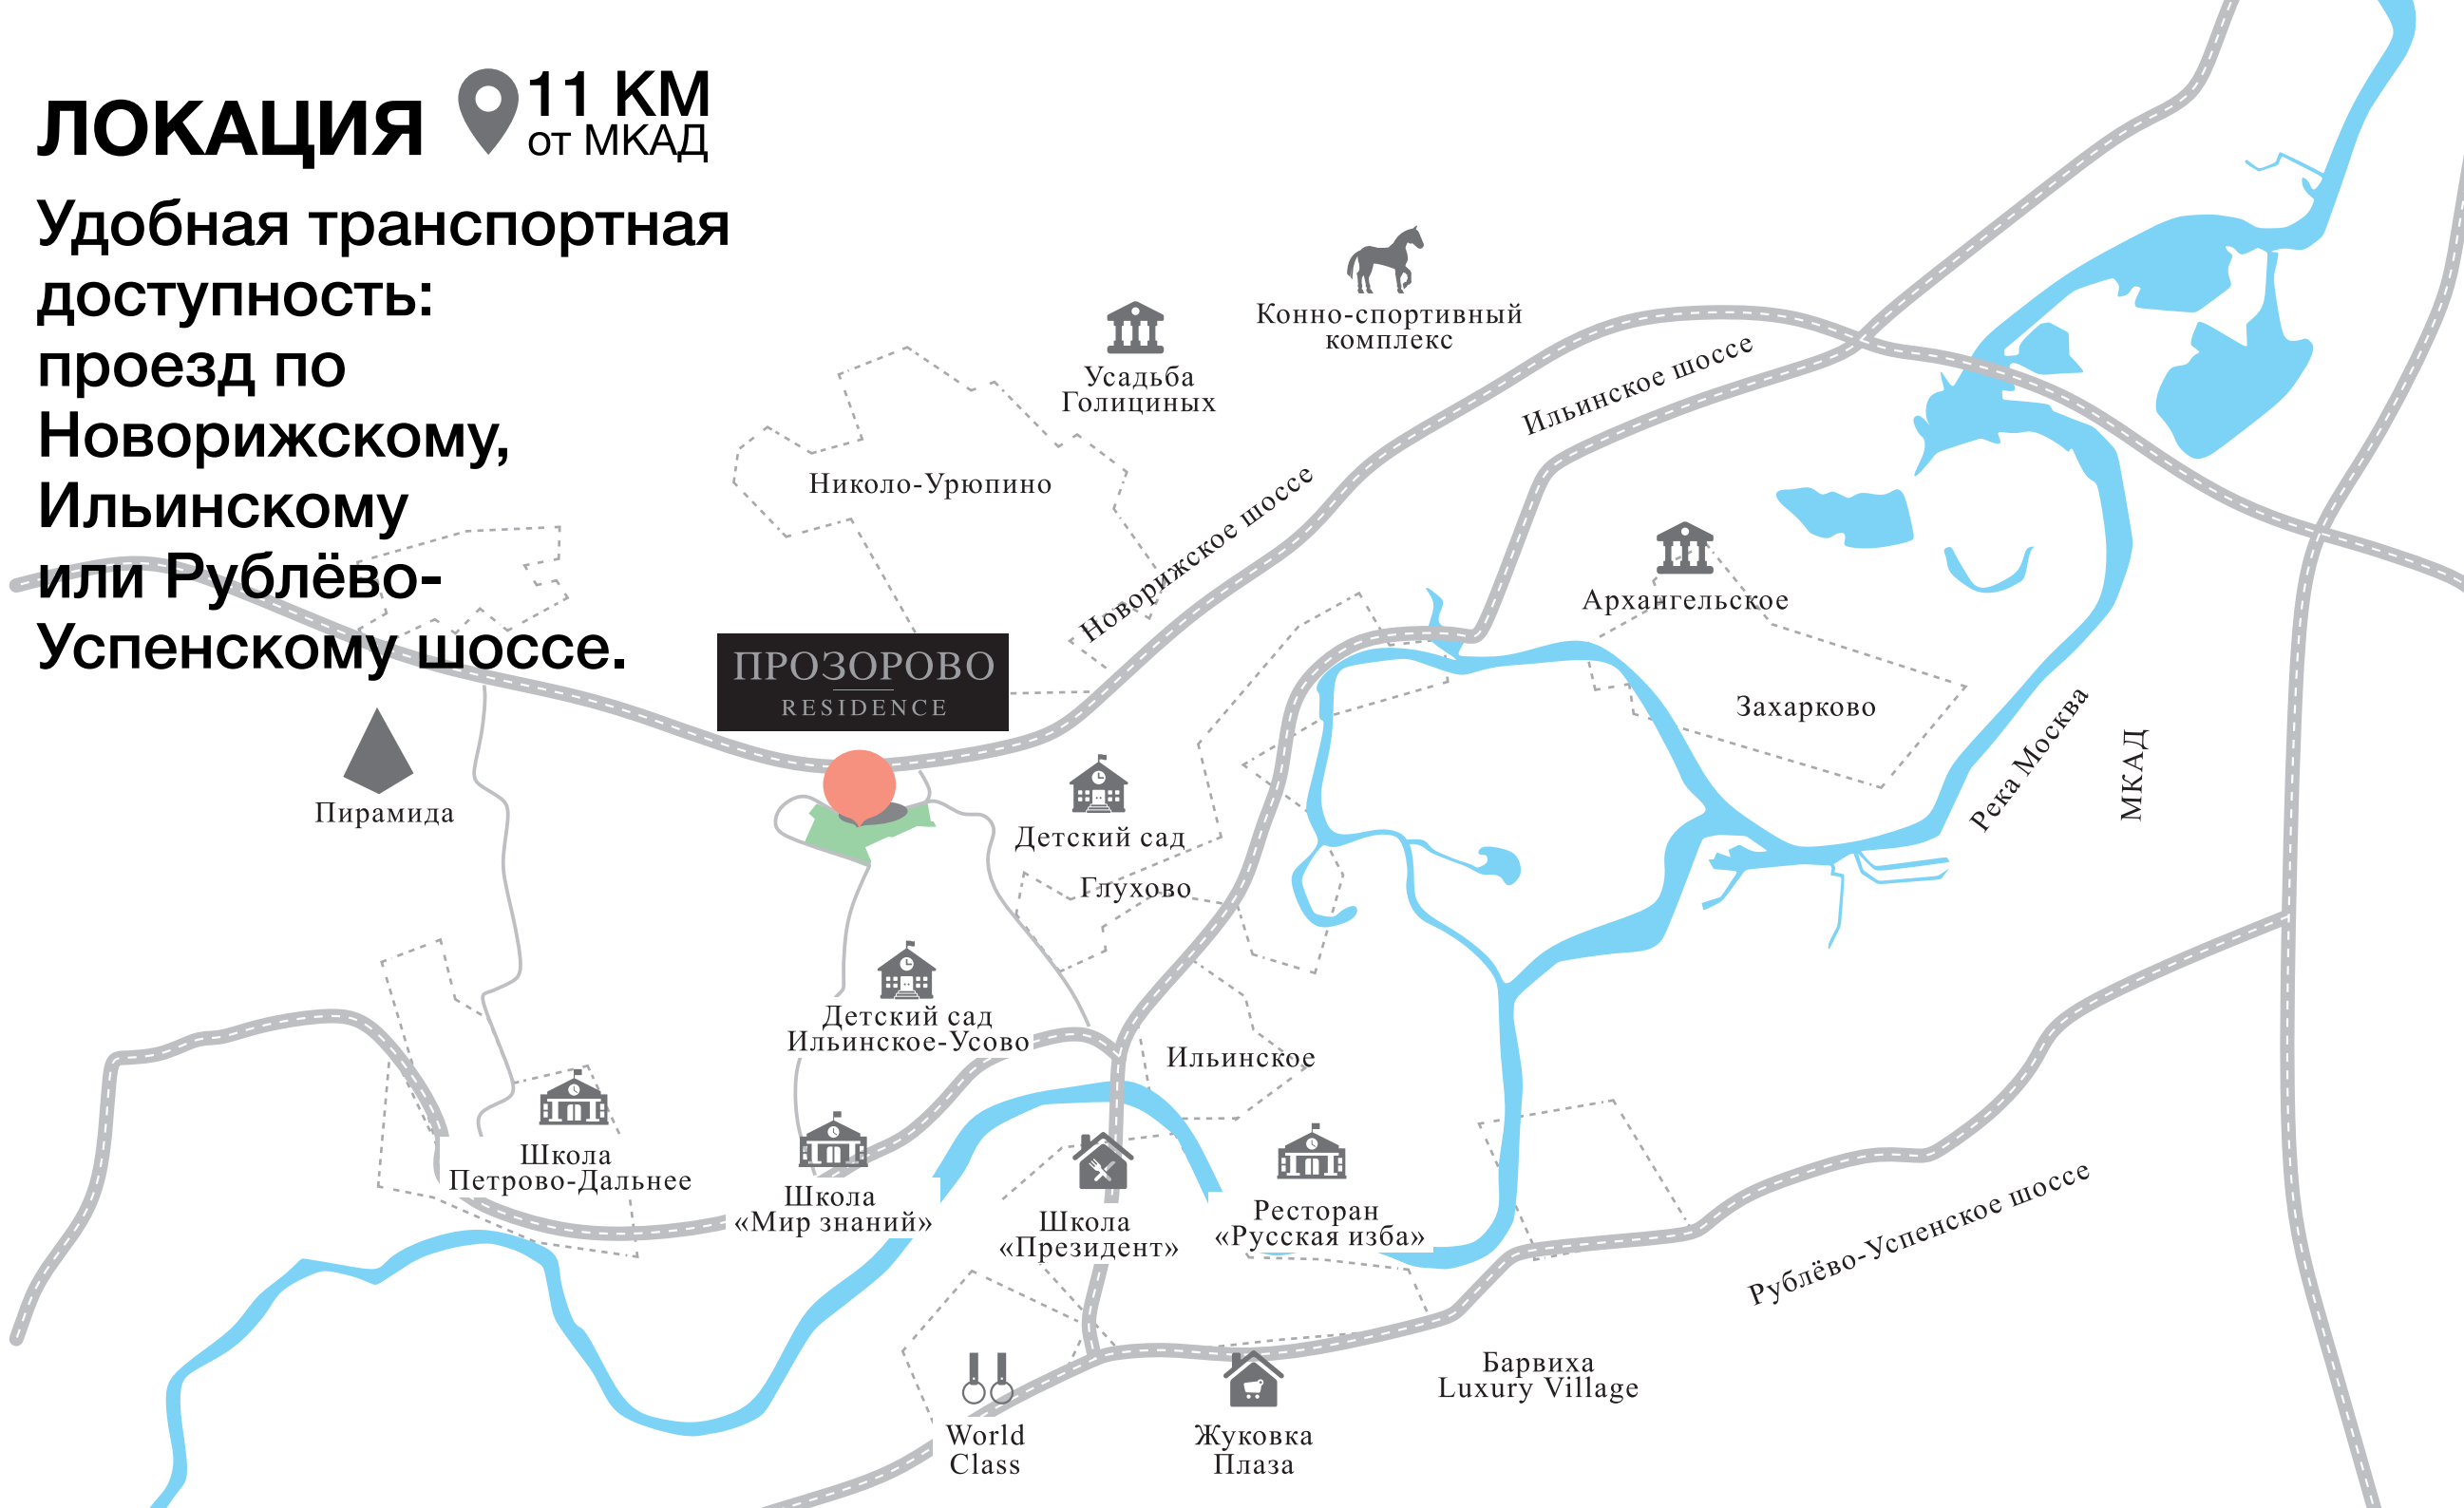 ЛОКАЦИЯ
11 КМ
от МКАД
Удобная транспортная
доступность:
проезд по
Новорижскому,
Ильинскому
или Рублёво-
Успенскому шоссе.
Конно-спортивный
комплекс
Усадьба
Голициных
Ильинское шоссе
Николо-Урюпино
Новорижское шоссе
Архангельское
ПРОЗОРОВО
RESIDENCE
Захарково
Река Москва
МКАД
Пирамида
Детский сад
Глухово
Детский сад
Ильинское-Усово
Ильинское
Школа
Петрово-Дальнее
Школа
«Мир знаний»
Школа
«Президент»
Ресторан
«Русская изба»
Рублёво-Успенское шоссе
Барвиха
Luxury Village
World
Class
Жуковка
Плаза